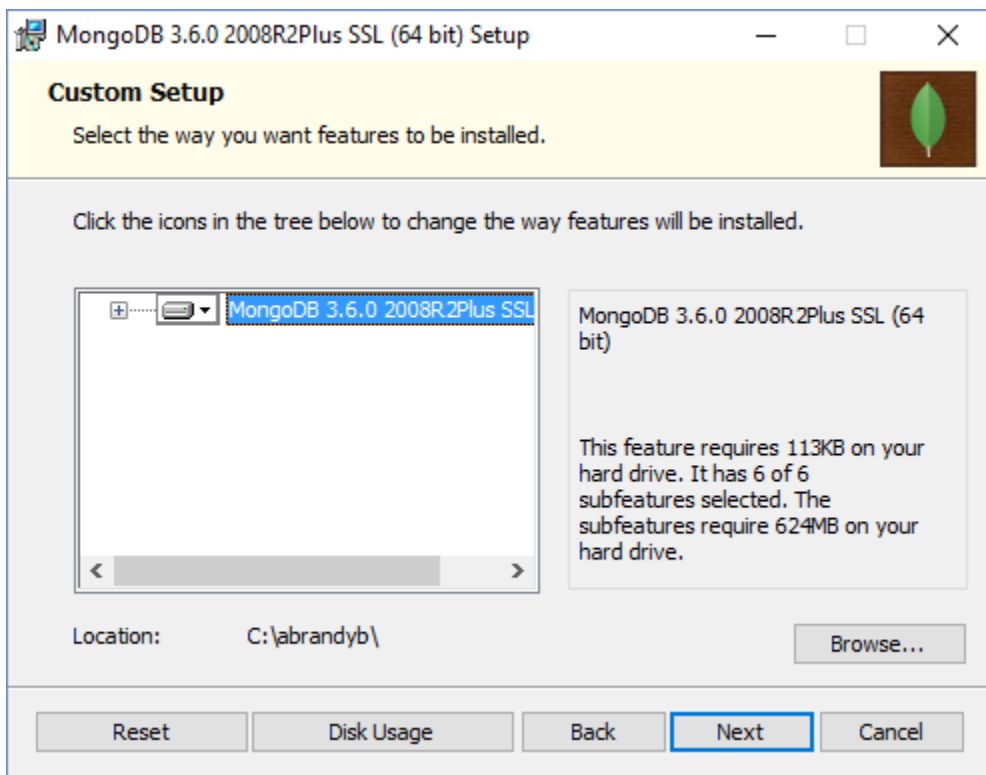 MongoDB 3.6.0 2008R2Plus SSL (64 bit) Setup
Custom Setup
Select the way you want features to be installed.
Click the icons in the tree below to change the way features will be installed.
MongoDB 3.6.0 2008R2Plus SSL
MongoDB 3.6.0 2008R2Plus SSL (64
bit)
This feature requires 113KB on your
hard drive. It has 6 of 6
subfeatures selected. The
subfeatures require 624MB on your
hard drive.
Location: C:\abrandyb\
Browse...
Reset Disk Usage Back Next Cancel